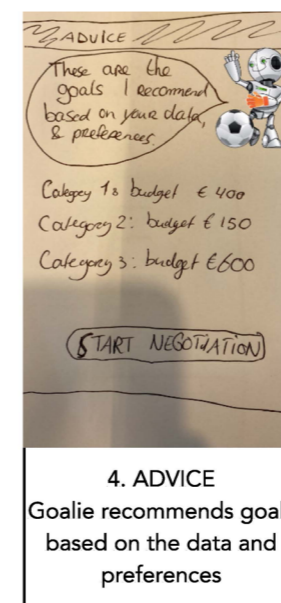 ADVICE
These are the
goals I recommend
based on your data,
& preferences.
Category 1: budget € 400
Category 2: budget € 150
Category 3: budget € 600
START NEGOTIATION
4. ADVICE
Goalie recommends goal
based on the data and
preferences